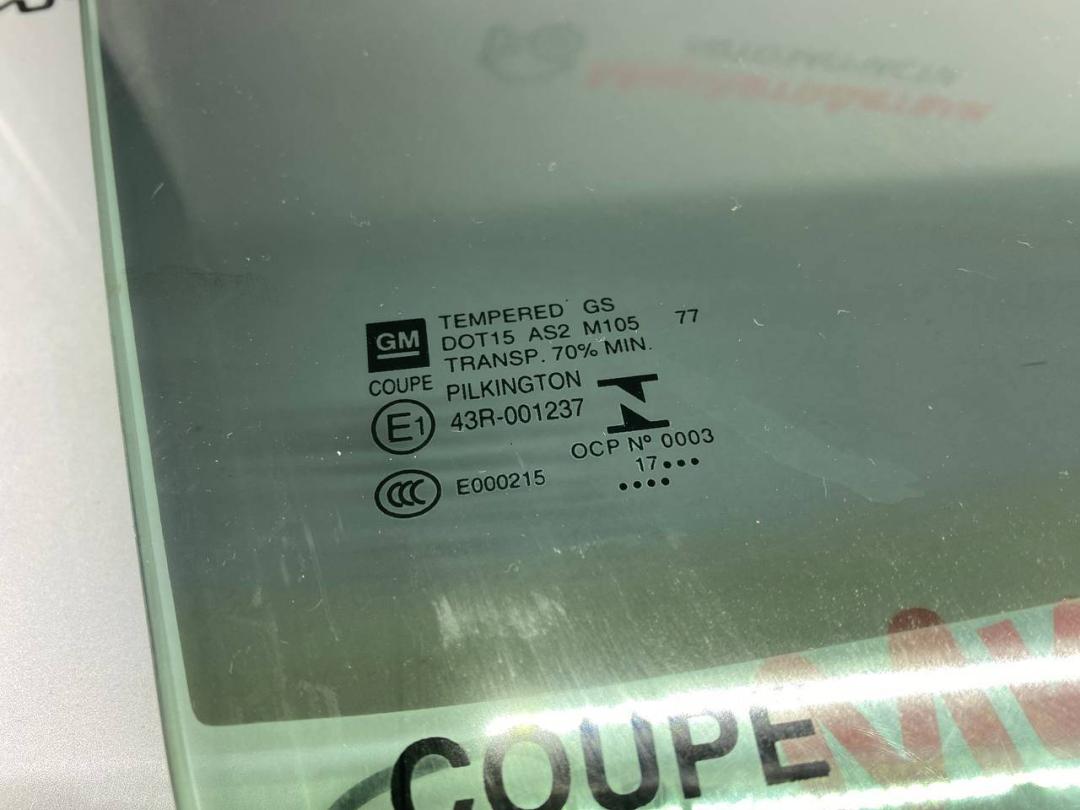 GM
TEMPERED GS
DOT15 AS2 M105 77
TRANSP. 70% MIN.
COUPE PILKINGTON
E1 43R-001237
OCP Nº 0003
17•••
••••
CCC E000215
COUPE